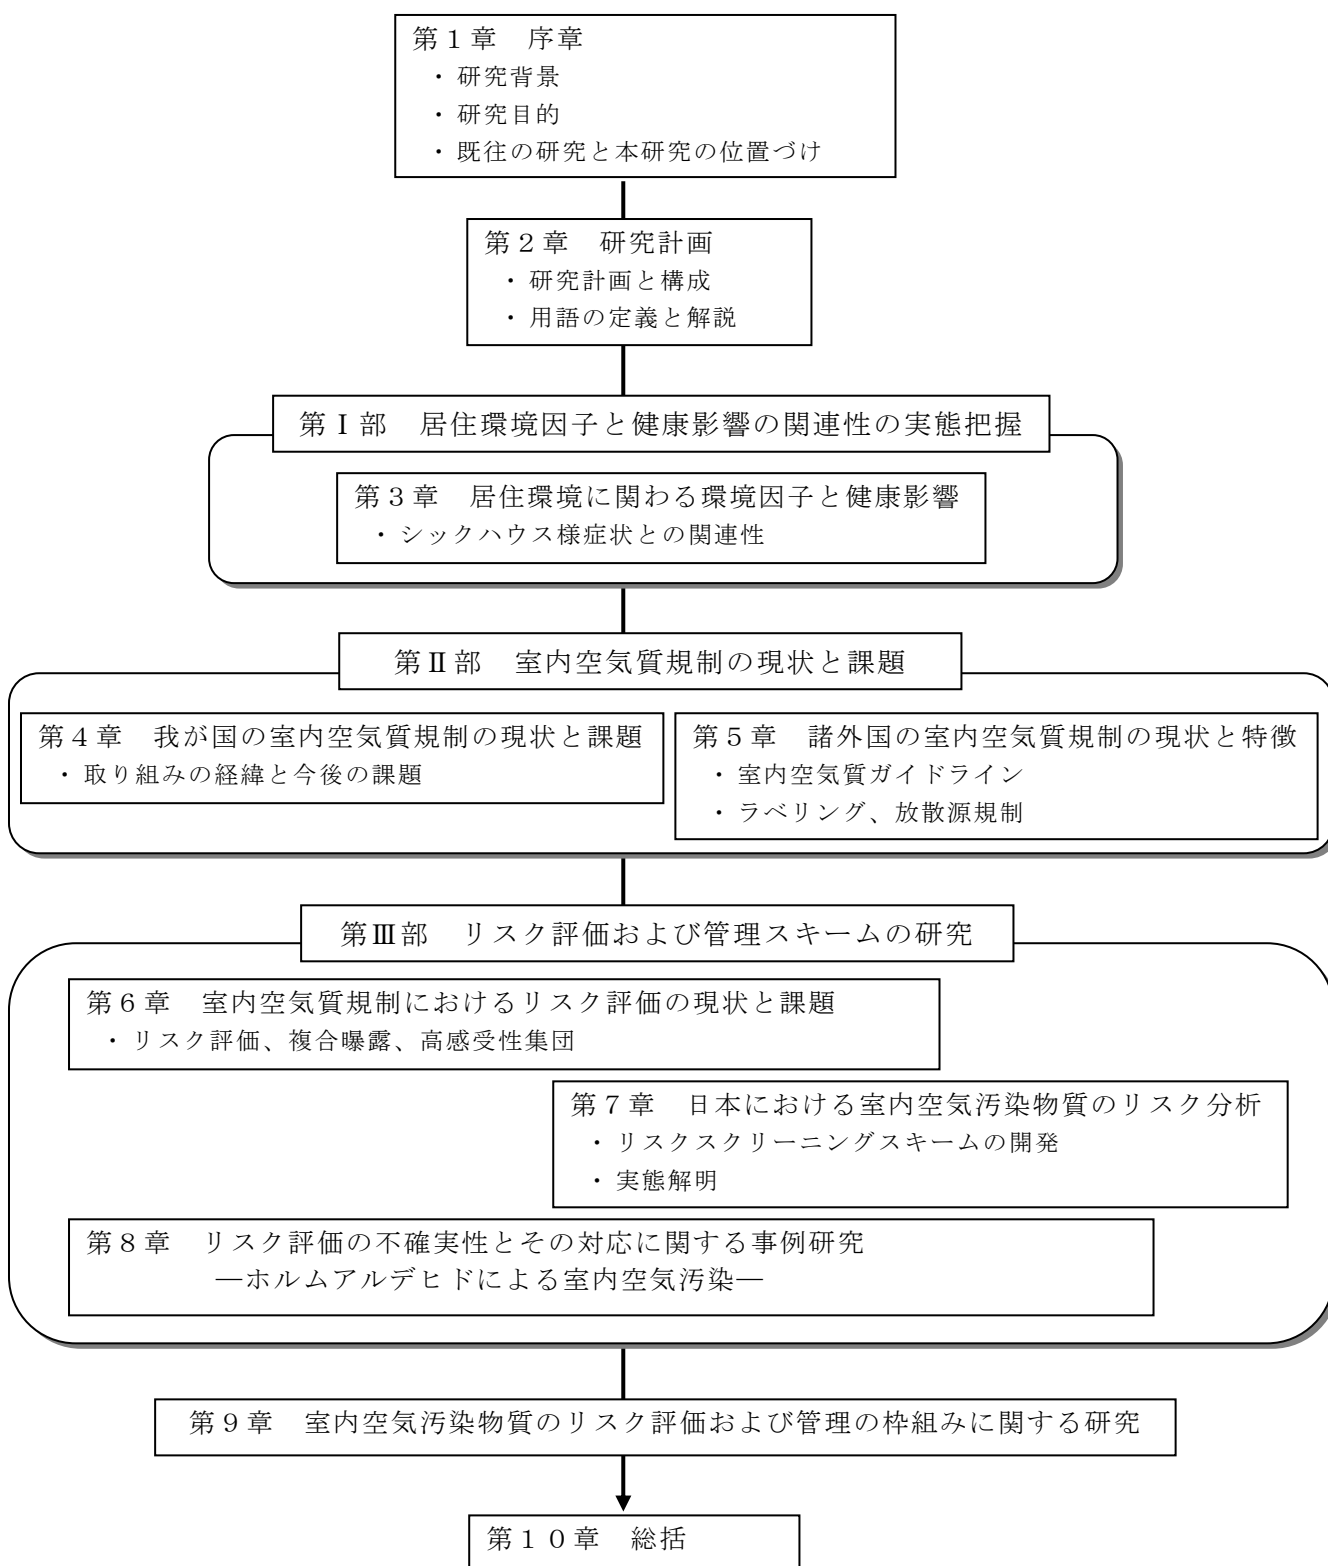 第１章　序章
・ 研究背景
・ 研究目的
・ 既往の研究と本研究の位置づけ
第２章　研究計画
・ 研究計画と構成
・ 用語の定義と解説
第Ⅰ部　居住環境因子と健康影響の関連性の実態把握
第３章　居住環境に関わる環境因子と健康影響
・ シックハウス様症状との関連性
第Ⅱ部　室内空気質規制の現状と課題
第４章　我が国の室内空気質規制の現状と課題
・ 取り組みの経緯と今後の課題
第５章　諸外国の室内空気質規制の現状と特徴
・ 室内空気質ガイドライン
・ ラベリング、放散源規制
第Ⅲ部　リスク評価および管理スキームの研究
第６章　室内空気質規制におけるリスク評価の現状と課題
・ リスク評価、複合曝露、高感受性集団
第７章　日本における室内空気汚染物質のリスク分析
・ リスクスクリーニングスキームの開発
・ 実態解明
第８章　リスク評価の不確実性とその対応に関する事例研究
―ホルムアルデヒドによる室内空気汚染―
第９章　室内空気汚染物質のリスク評価および管理の枠組みに関する研究
第１０章　総括